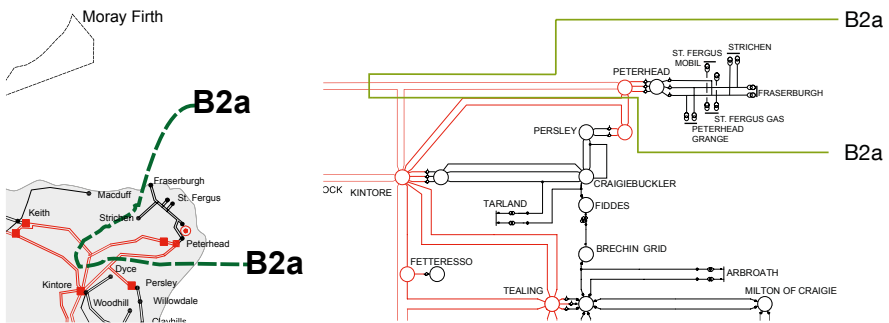 Moray Firth
B2a
Fraserburgh
Macduff
St. Fergus
Keith
Strichen
Peterhead
B2a
Dyce
Kintore
Persley
Woodhill
Willowdale
Clayhills
B2a
ST. FERGUS
MOBIL
STRICHEN
PETERHEAD
FRASERBURGH
ST. FERGUS GAS
PETERHEAD
GRANGE
PERSLEY
B2a
OCK
KINTORE
CRAIGIEBUCKLER
TARLAND
FIDDES
BRECHIN GRID
FETTERESSO
ARBROATH
TEALING
MILTON OF CRAIGIE